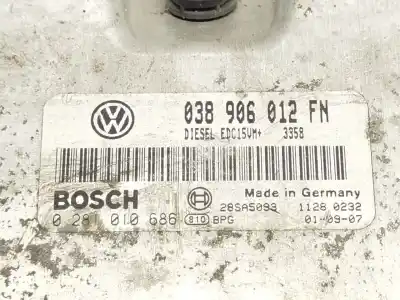 038 906 012 FN
DIESEL EDC15VM+ 3358
BOSCH
Made in Germany
0 281 010 686
28SA5093 1128 0232
810 BPG 01-09-07